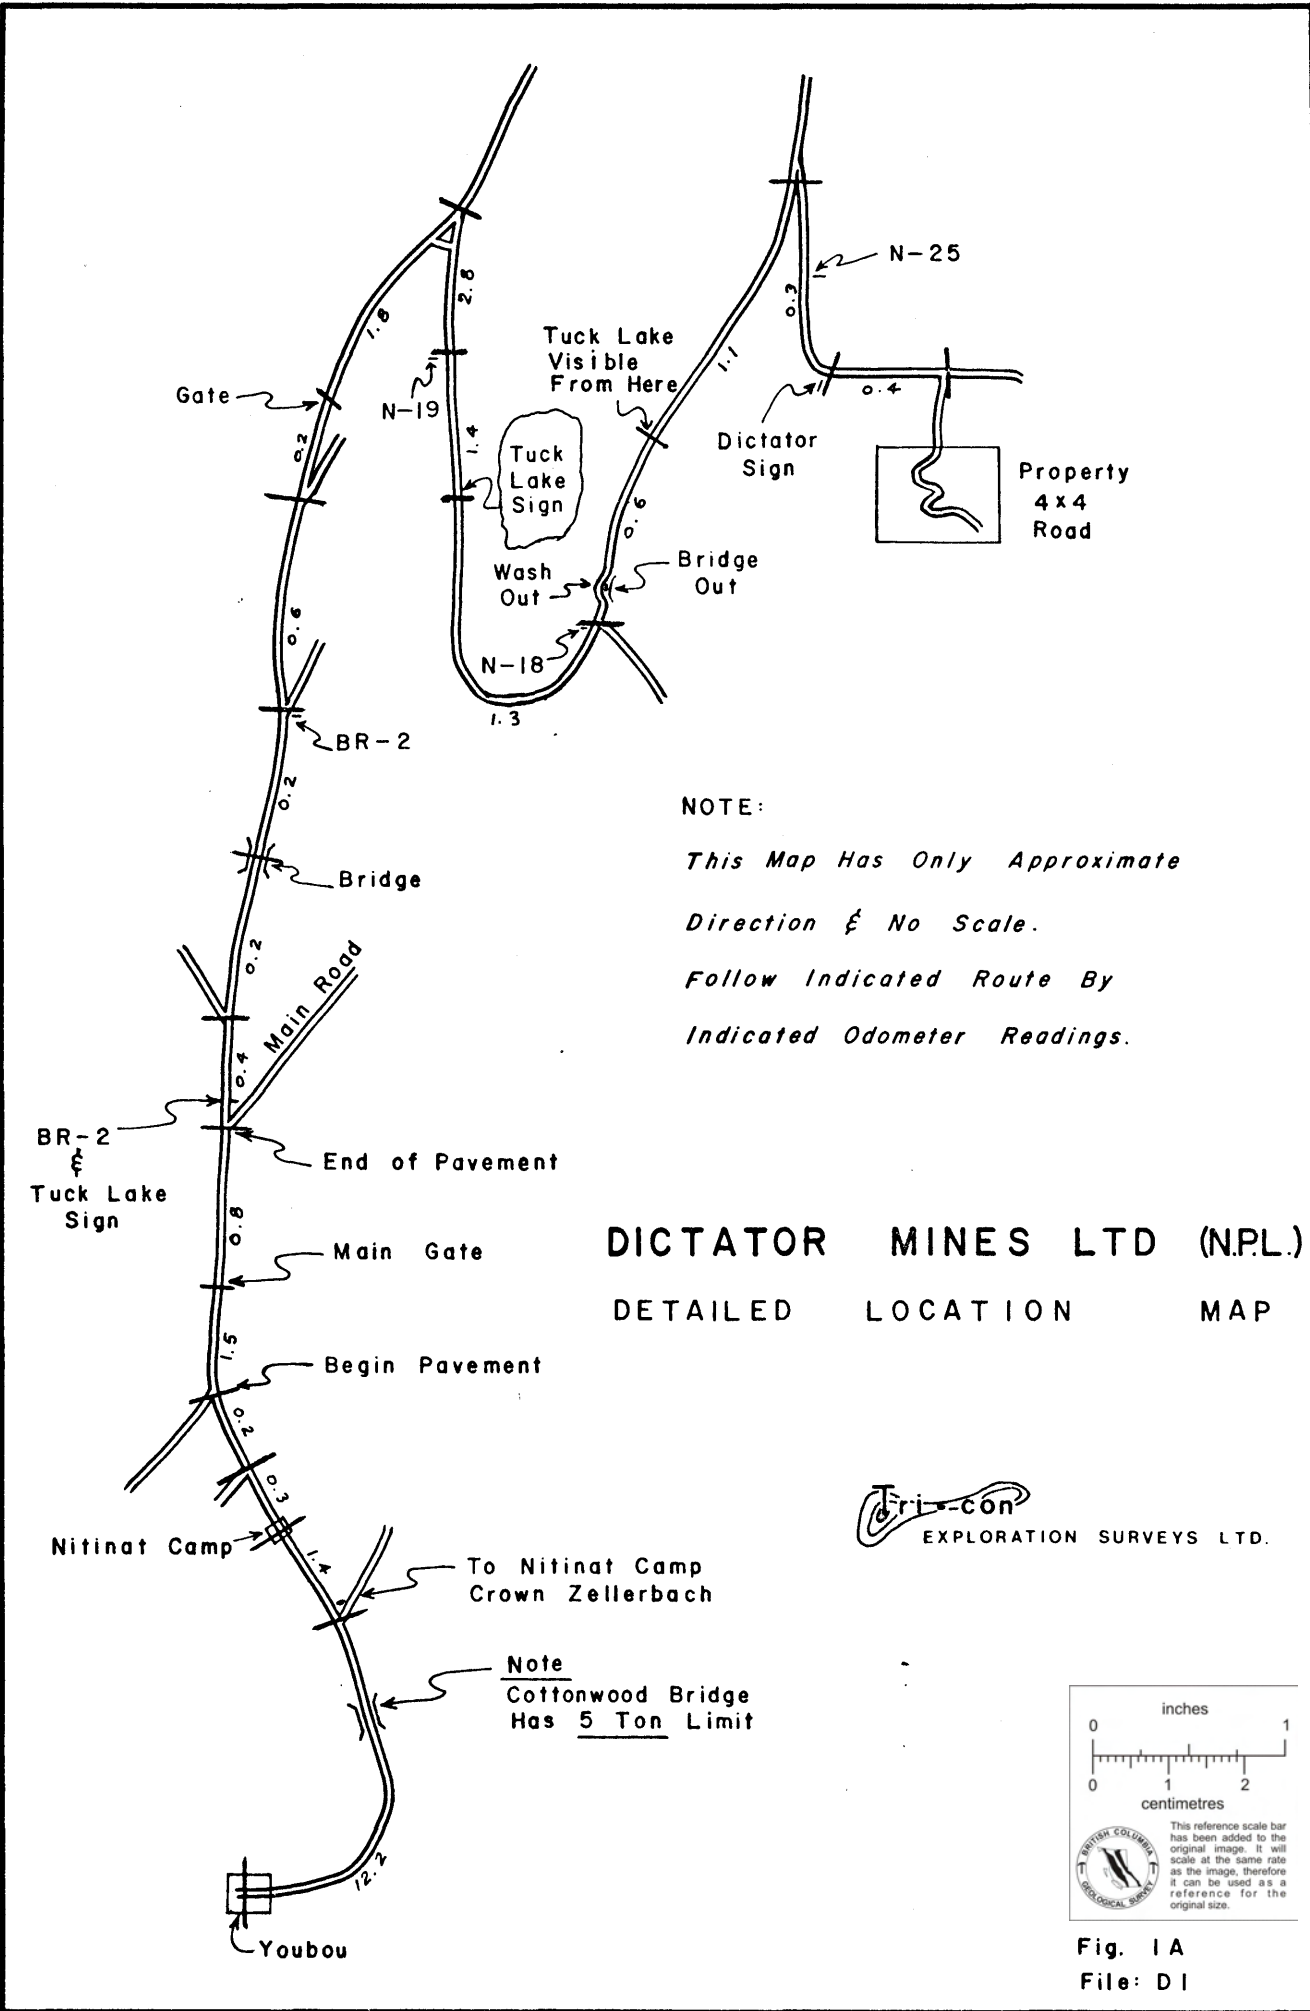 N-25
2.8
0.3
1.8
Tuck Lake
Visible
From Here
1.1
Gate
N-19
0.4
0.2
1.4
Dictator
Sign
Tuck
Lake
Sign
Property
4x4
Road
0.6
Wash
Out
Bridge
Out
0.6
N-18
1.3
BR-2
0.2
NOTE:
This Map Has Only Approximate
Direction & No Scale.
Follow Indicated Route By
Indicated Odometer Readings.
Bridge
0.2
Main Road
0.4
BR-2
&
Tuck Lake
Sign
End of Pavement
0.8
Main Gate
DICTATOR MINES LTD (N.P.L.)
DETAILED LOCATION MAP
1.5
Begin Pavement
0.2
0.3
Nitinat Camp
1.4
Tri-con
EXPLORATION SURVEYS LTD.
To Nitinat Camp
Crown Zellerbach
Note
Cottonwood Bridge
Has 5 Ton Limit
12.2
Youbou
inches
0 1
0 1 2
centimetres
BRITISH COLUMBIA
GEOLOGICAL SURVEY
This reference scale bar
has been added to the
original image. It will
scale at the same rate
as the image, therefore
it can be used as a
reference for the
original size.
Fig. 1A
File: D1